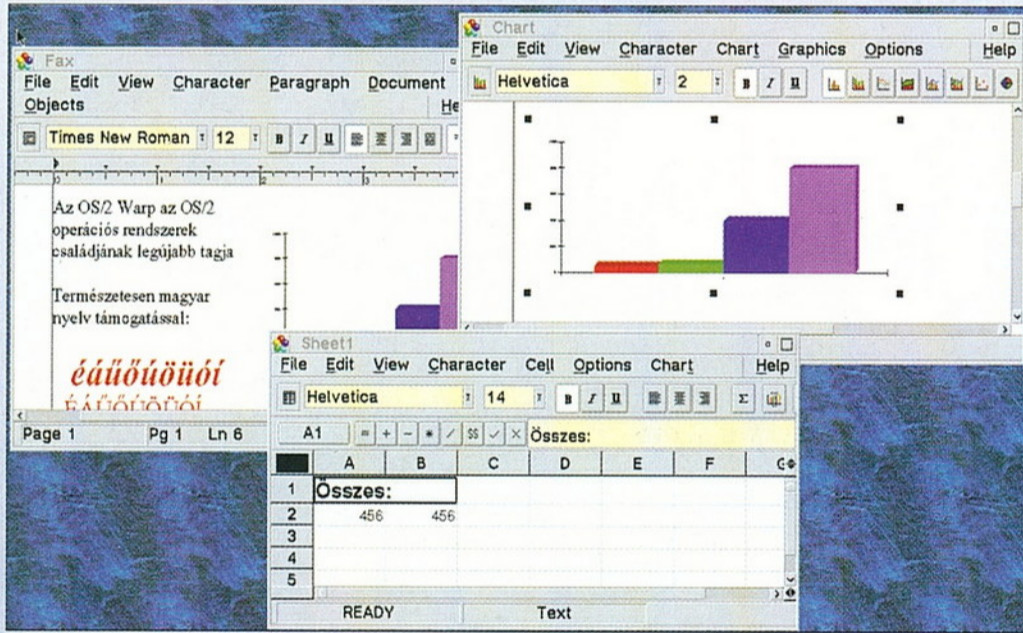 Fax
File Edit View Character Paragraph Document
Objects
Times New Roman 12 B I U
Az OS/2 Warp az OS/2
operációs rendszerek
családjának legújabb tagja
Természetesen magyar
nyelv támogatással:
éáűőúöüóí
ÉÁŰŐÚÖÜÓÍ
Page 1 Pg 1 Ln 6
Chart
File Edit View Character Chart Graphics Options Help
Helvetica 2 B I U
Sheet1
File Edit View Character Cell Options Chart Help
Helvetica 14 B I U Σ
A1 = + - * / $$ Összes:
A B C D E F G
1 Összes:
2 456 456
3
4
5
READY Text